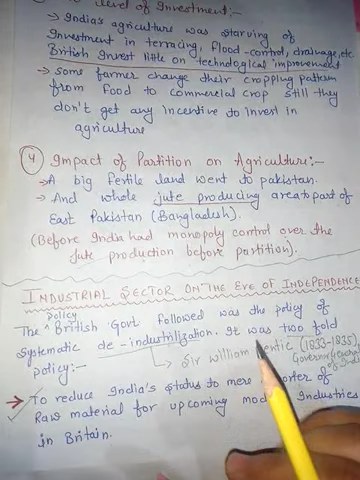 Level of Investment:-
→ India's agriculture was starving of
Investment in terracing, flood-control, drainage, etc
British Invest little on technological improvement
→ Some farmer change their cropping pattern
from food to commercial crop still they
don't get any incentive to invest in
agriculture
4 Impact of Partition on Agriculture:-
→ A big fertile land went to pakistan.
→ And whole jute producing area to part of
East Pakistan (Bangladesh).
(Before India had monopoly control over the
jute production before partition).
INDUSTRIAL SECTOR ON THE EVE OF INDEPENDENCE
policy
The ^ British Govt followed was the policy of
systematic de-industrilization. It was two fold
policy:-
Sir William (1833-1835)
Governor
→ To reduce India's status to mere of
Raw material for upcoming Industries
in Britain.